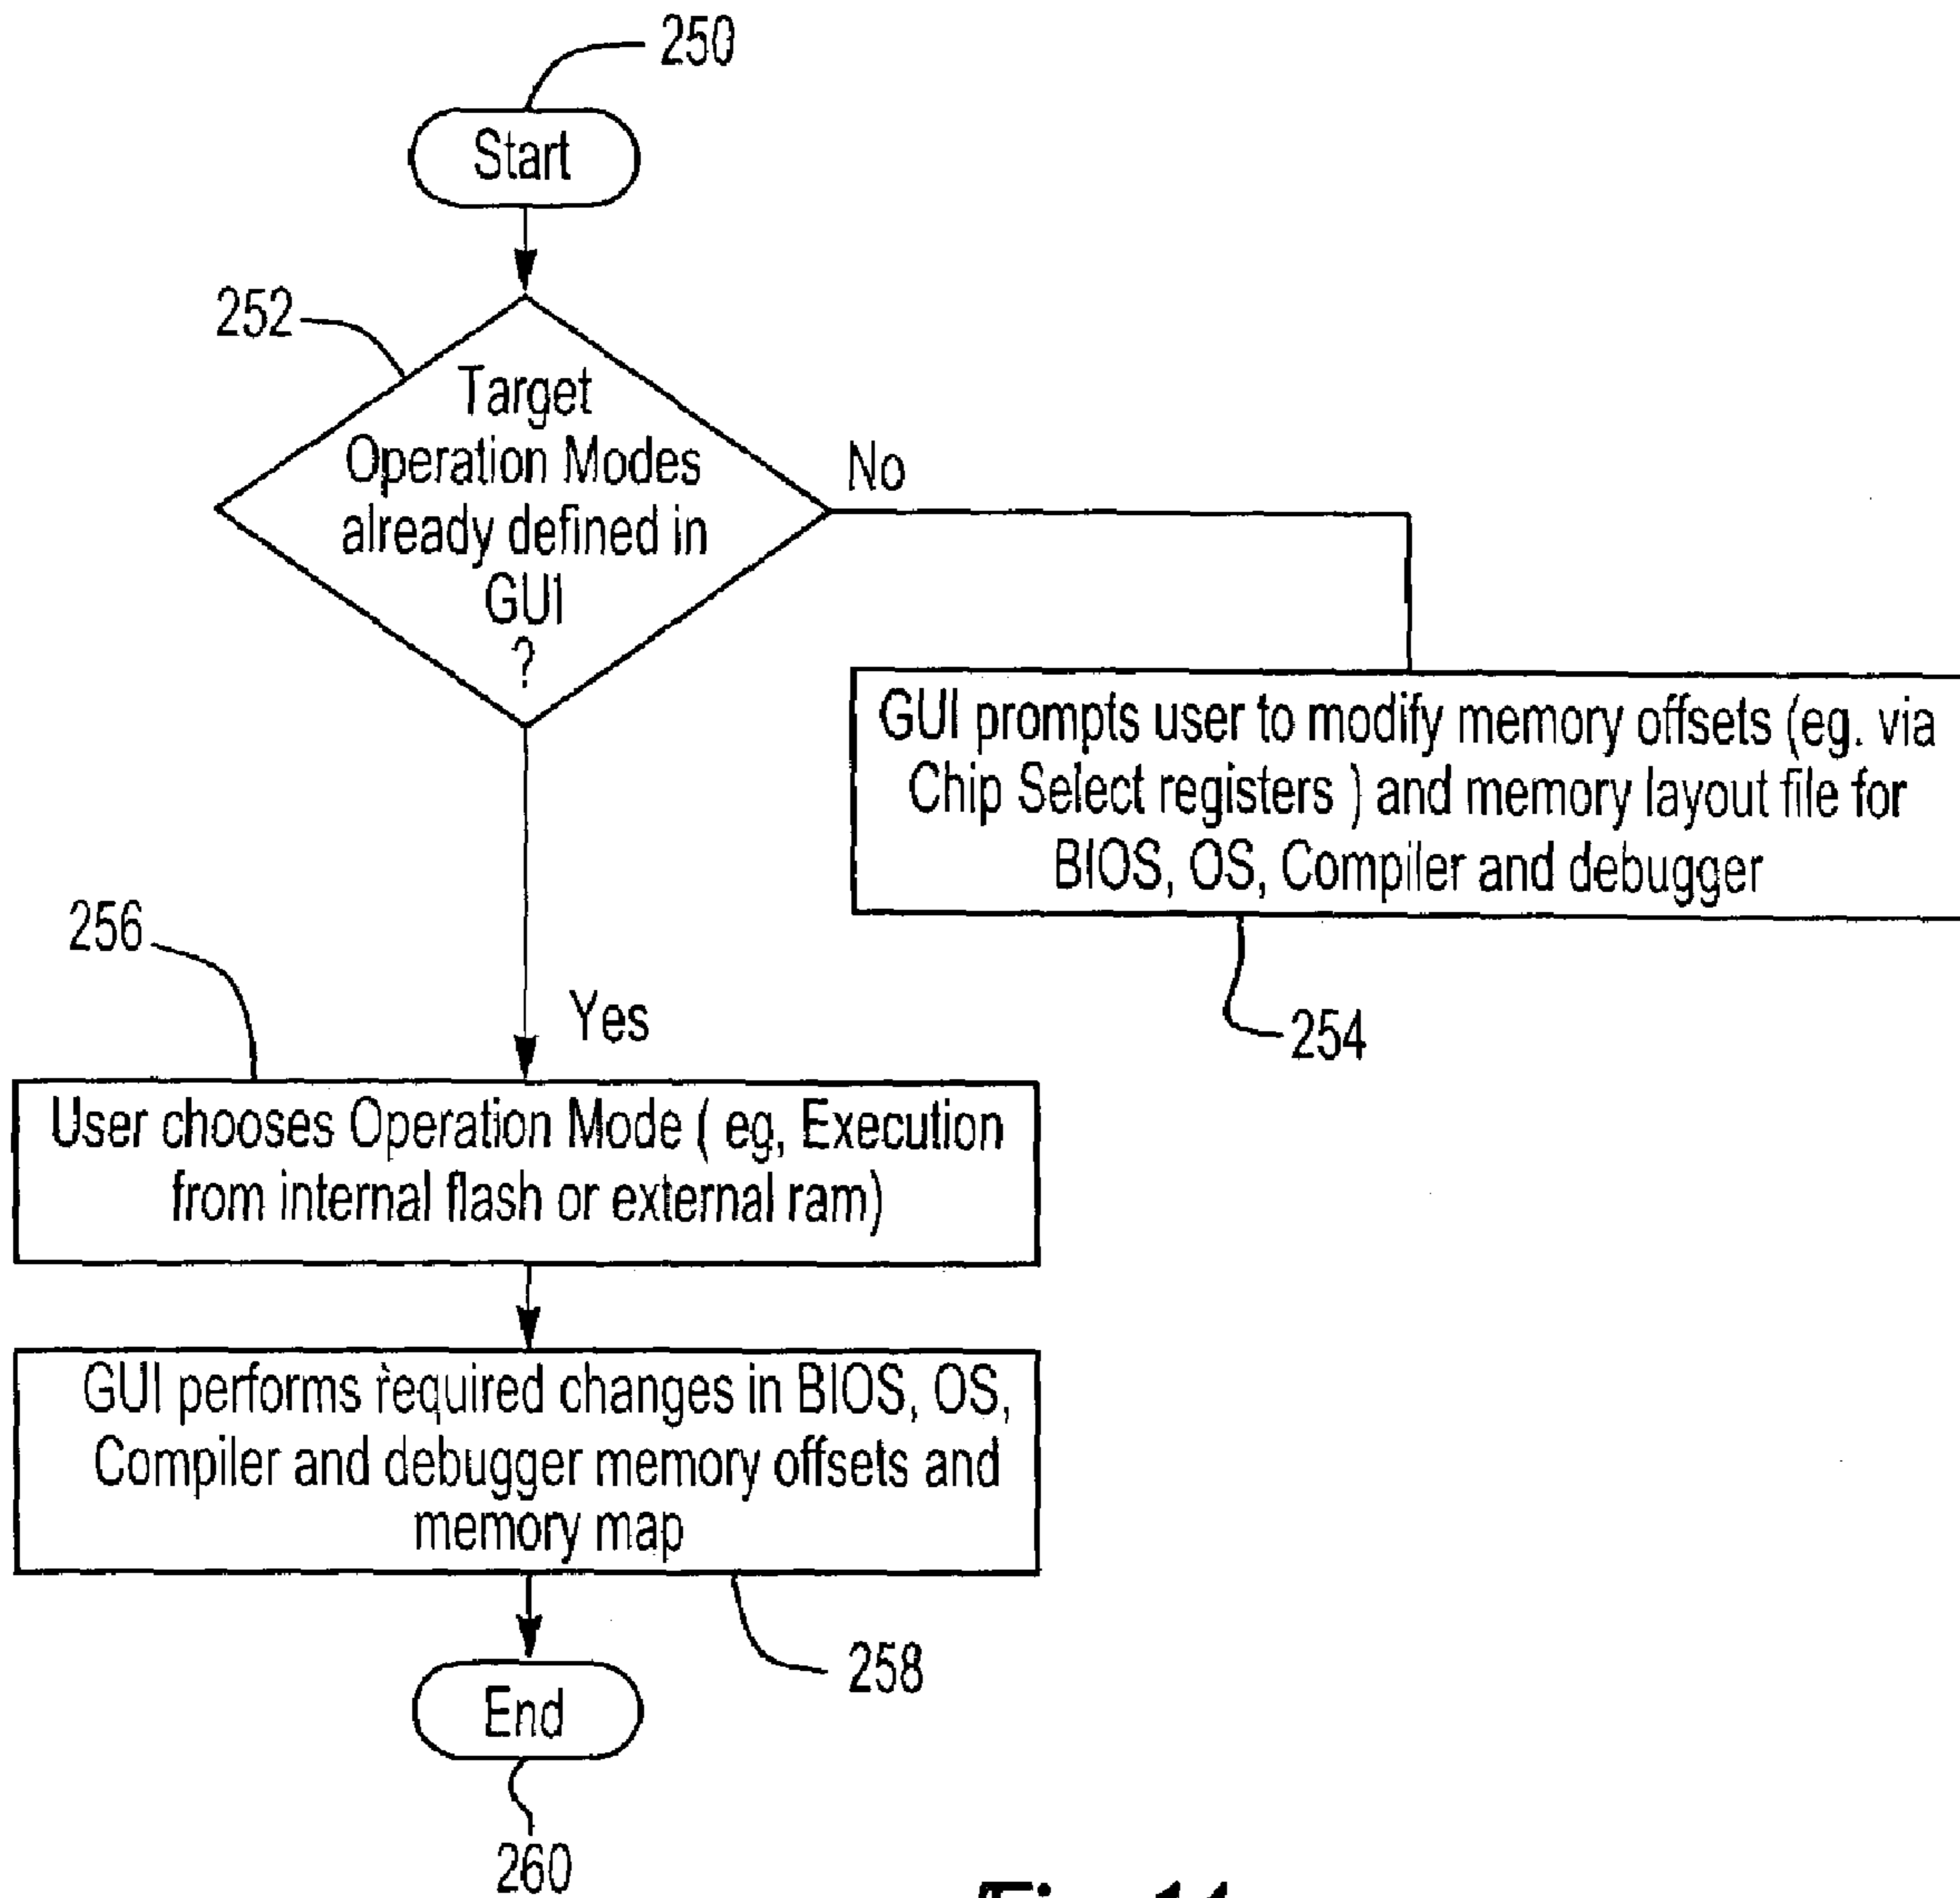 250
Start
252
Target
Operation Modes
already defined in
GUI
?
No
GUI prompts user to modify memory offsets (eg. via
Chip Select registers ) and memory layout file for
BIOS, OS, Compiler and debugger
254
256
Yes
User chooses Operation Mode ( eg, Execution
from internal flash or external ram)
GUI performs required changes in BIOS, OS,
Compiler and debugger memory offsets and
memory map
258
End
260